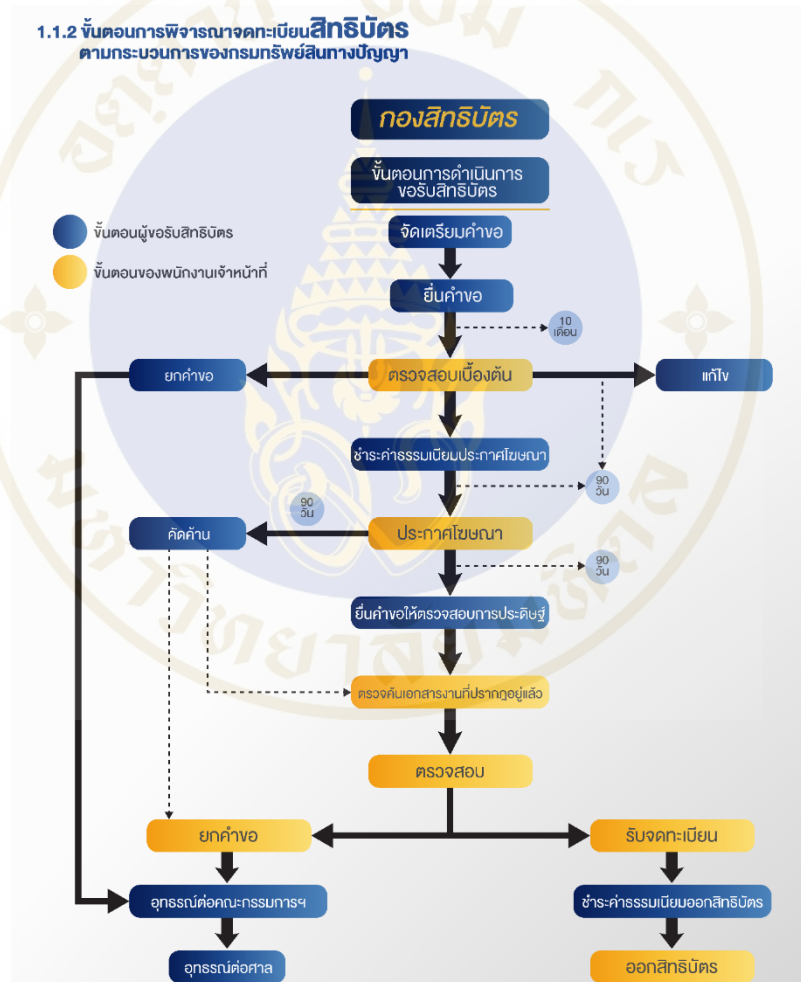 1.1.2 ขั้นตอนการพิจารณาจดทะเบียนสิทธิบัตร
ตามกระบวนการของกรมทรัพย์สินทางปัญญา
กองสิทธิบัตร
ขั้นตอนการดำเนินการ
ขอรับสิทธิบัตร
ขั้นตอนผู้ขอรับสิทธิบัตร
ขั้นตอนของพนักงานเจ้าหน้าที่
จัดเตรียมคำขอ
ยื่นคำขอ
10
เดือน
ยกคำขอ
ตรวจสอบเบื้องต้น
แก้ไข
ชำระค่าธรรมเนียมประกาศโฆษณา
90
วัน
90
วัน
คัดค้าน
ประกาศโฆษณา
90
วัน
ยื่นคำขอให้ตรวจสอบการประดิษฐ์
ตรวจค้นเอกสารงานที่ปรากฎอยู่แล้ว
ตรวจสอบ
ยกคำขอ
รับจดทะเบียน
อุทธรณ์ต่อคณะกรรมการฯ
ชำระค่าธรรมเนียมออกสิทธิบัตร
อุทธรณ์ต่อศาล
ออกสิทธิบัตร
มหาวิทยาลัยมหิดล